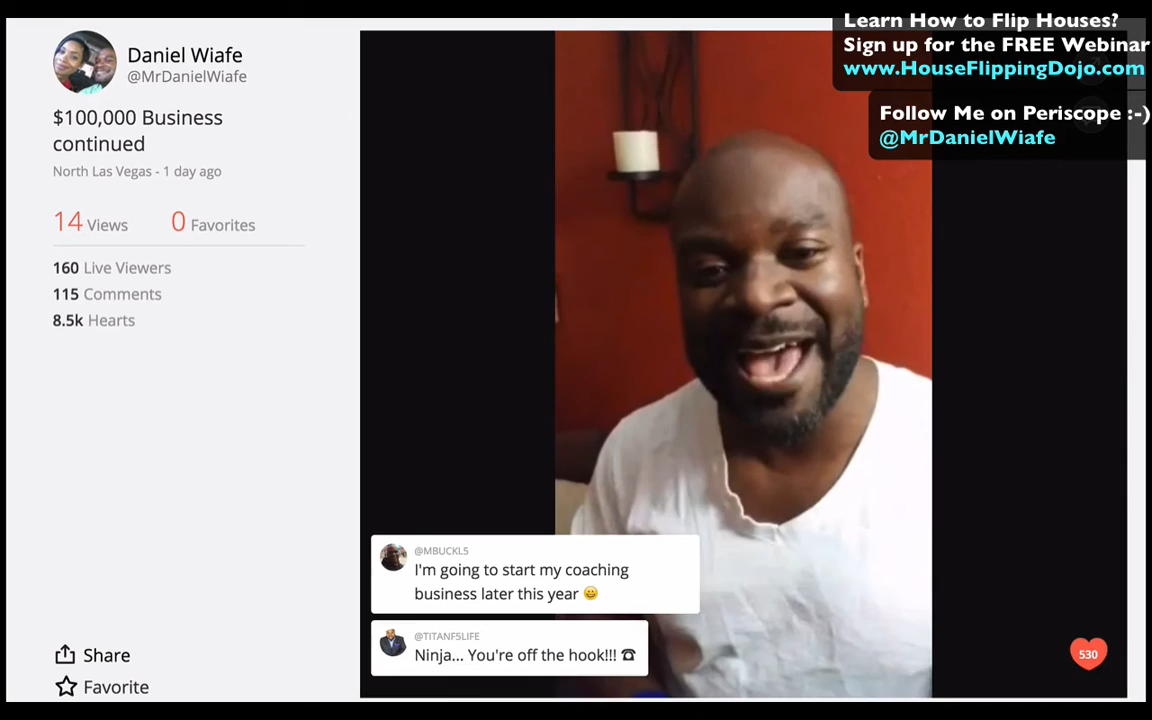 Learn How to Flip Houses?
Sign up for the FREE Webinar
www.HouseFlippingDojo.com
Follow Me on Periscope :-)
@MrDanielWiafe
Daniel Wiafe
@MrDanielWiafe
$100,000 Business
continued
North Las Vegas - 1 day ago
14 Views 0 Favorites
160 Live Viewers
115 Comments
8.5k Hearts
@MBUCKL5
I'm going to start my coaching
business later this year 😀
@TITANF5LIFE
Ninja... You're off the hook!!! ☎
530
Share
Favorite